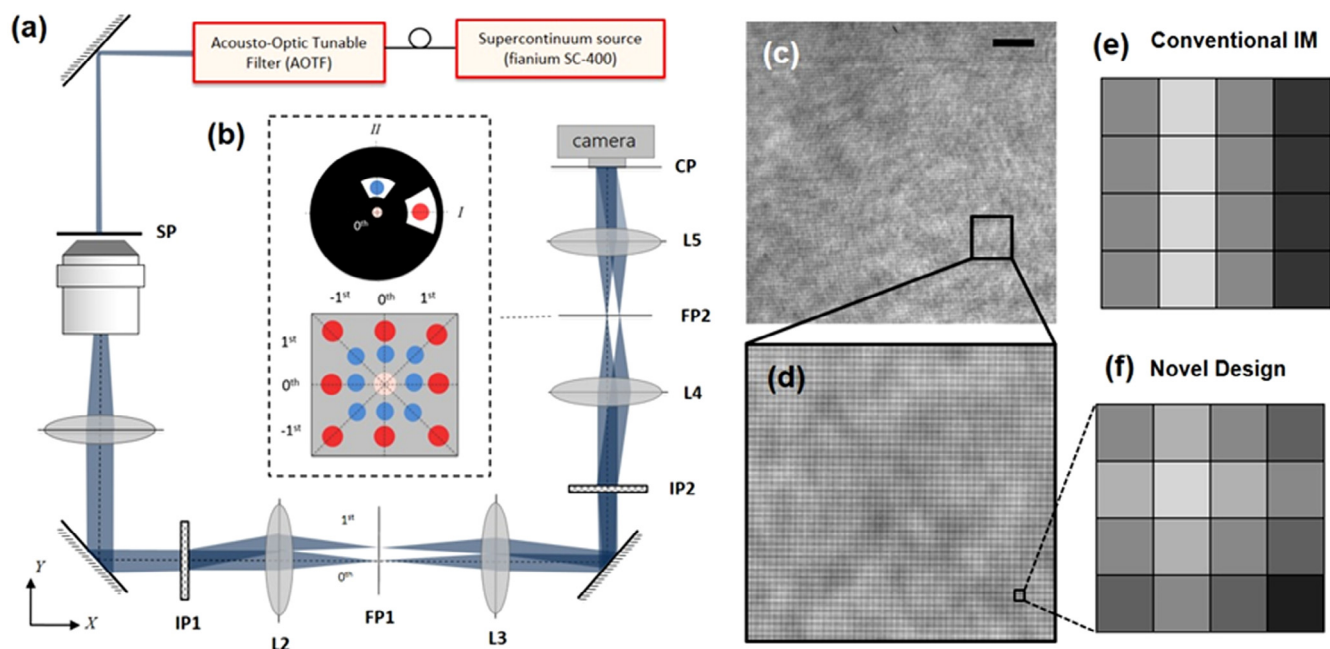 (a)
Acousto-Optic Tunable
Filter (AOTF)
Supercontinuum source
(fianium SC-400)
SP
IP1
L2
1st
0th
FP1
L3
IP2
L4
FP2
L5
CP
camera
Y
X
(b)
II
I
0th
-1st 0th 1st
1st
0th
-1st
(c)
(d)
(e) Conventional IM
(f) Novel Design